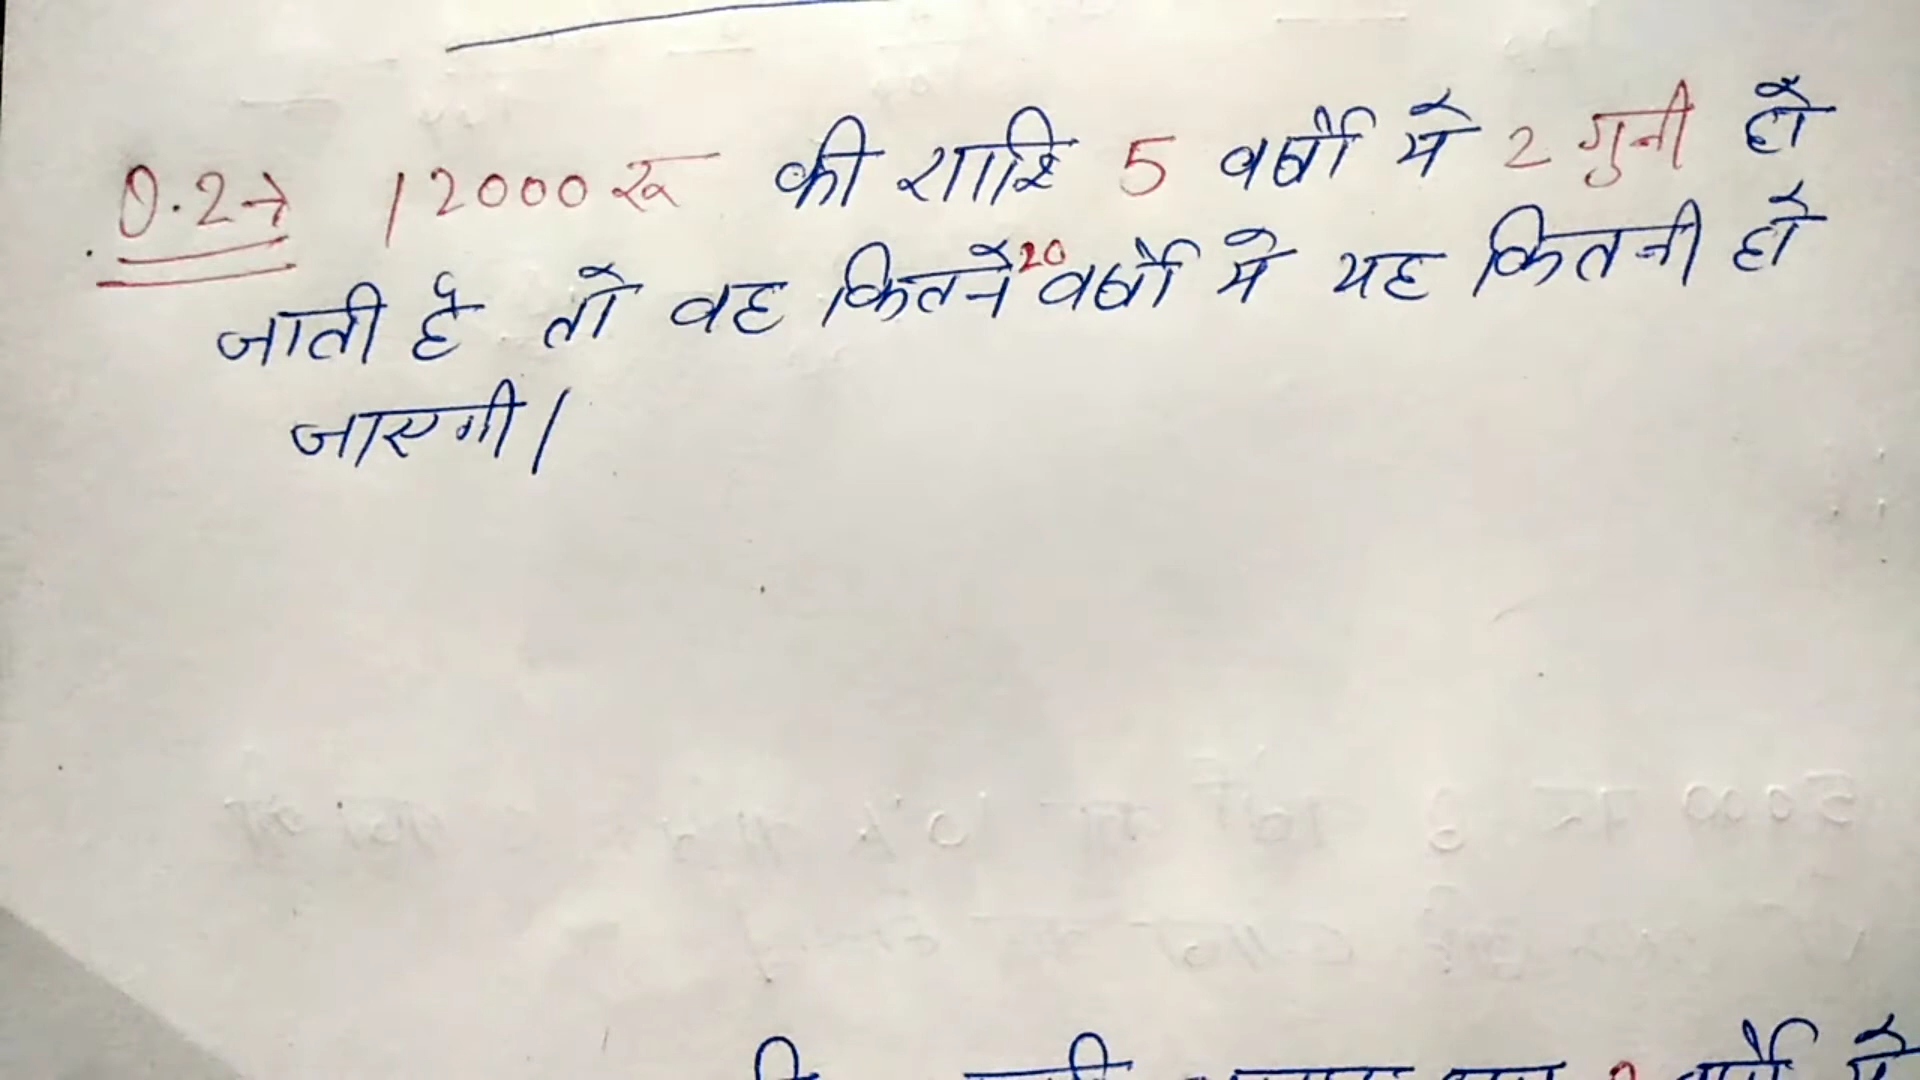 Q.2→ 12000 रू की राशि 5 वर्षो मे 2 गुनी हो
जाती है तो वह कितने 20 वर्षो मे यह कितनी हो
जाएगी।